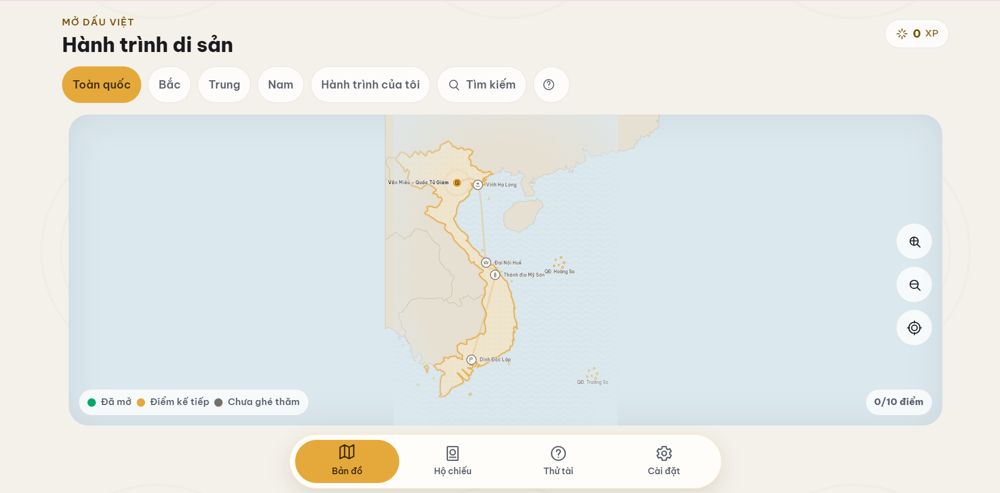 MỞ DẤU VIỆT
Hành trình di sản
0 XP
Toàn quốc
Bắc
Trung
Nam
Hành trình của tôi
Tìm kiếm
Văn Miếu – Quốc Tử Giám
Vịnh Hạ Long
Đại Nội Huế
Thánh địa Mỹ Sơn
QĐ. Hoàng Sa
Dinh Độc Lập
QĐ. Trường Sa
Đã mở
Điểm kế tiếp
Chưa ghé thăm
0/10 điểm
Bản đồ
Hộ chiếu
Thử tài
Cài đặt